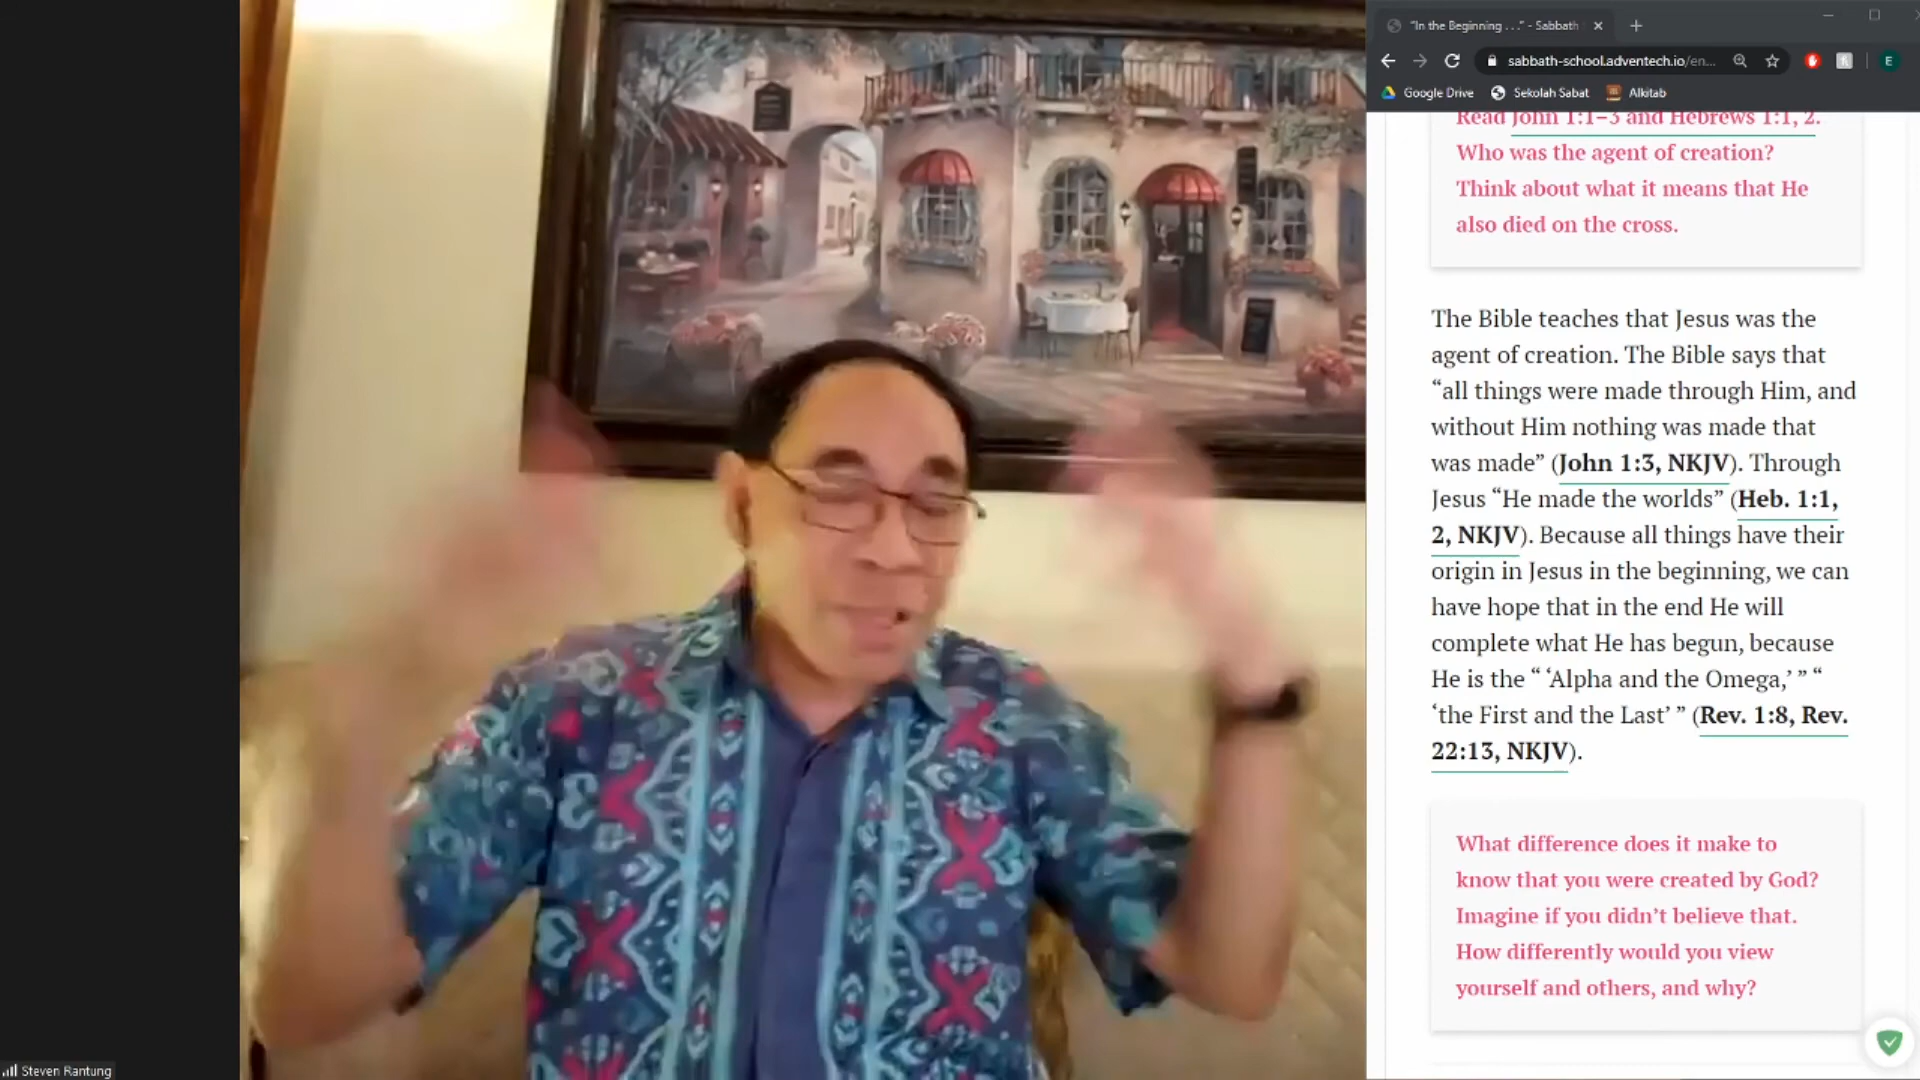 "In the Beginning . . ." - Sabbath
sabbath-school.adventech.io/en...
E
Google Drive
Sekolah Sabat
Alkitab
Read John 1:1–3 and Hebrews 1:1, 2.
Who was the agent of creation?
Think about what it means that He
also died on the cross.
The Bible teaches that Jesus was the
agent of creation. The Bible says that
“all things were made through Him, and
without Him nothing was made that
was made” (John 1:3, NKJV). Through
Jesus “He made the worlds” (Heb. 1:1,
2, NKJV). Because all things have their
origin in Jesus in the beginning, we can
have hope that in the end He will
complete what He has begun, because
He is the “ ‘Alpha and the Omega,’ ” “
‘the First and the Last’ ” (Rev. 1:8, Rev.
22:13, NKJV).
What difference does it make to
know that you were created by God?
Imagine if you didn’t believe that.
How differently would you view
yourself and others, and why?
Steven Rantung